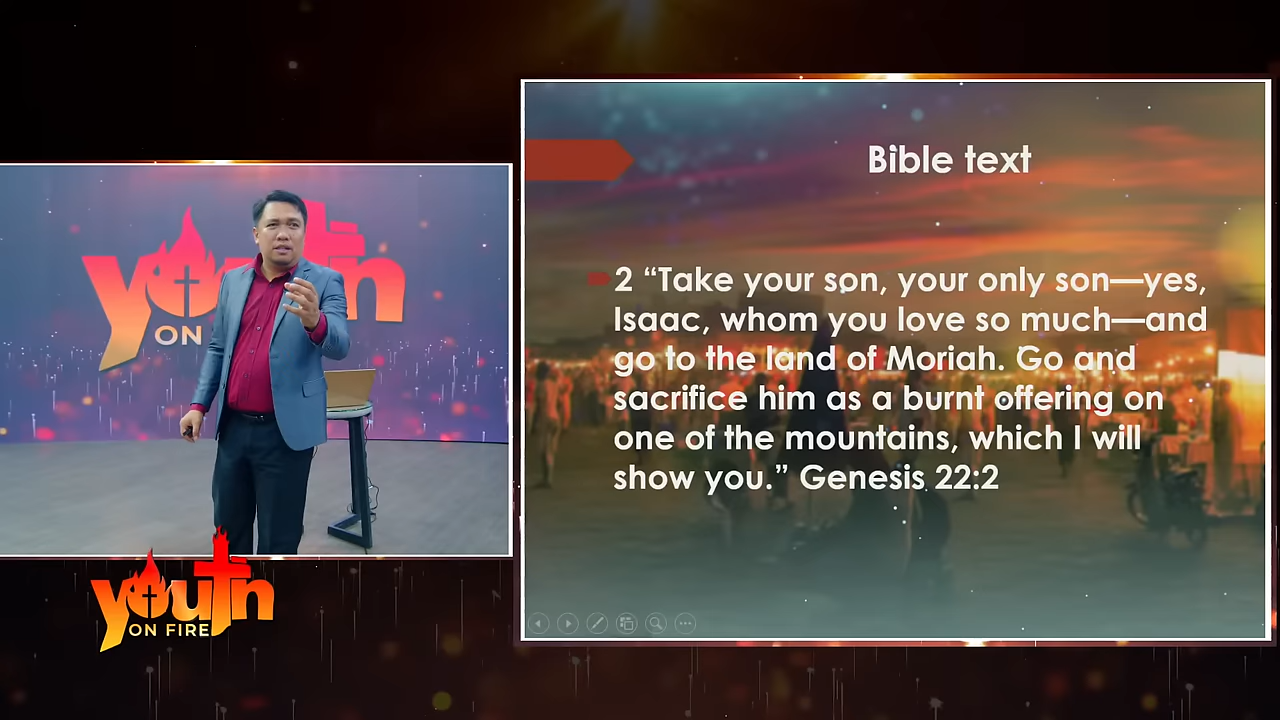 youth
ON
Bible text
2 “Take your son, your only son—yes,
Isaac, whom you love so much—and
go to the land of Moriah. Go and
sacrifice him as a burnt offering on
one of the mountains, which I will
show you.” Genesis 22:2
youth
ON FIRE